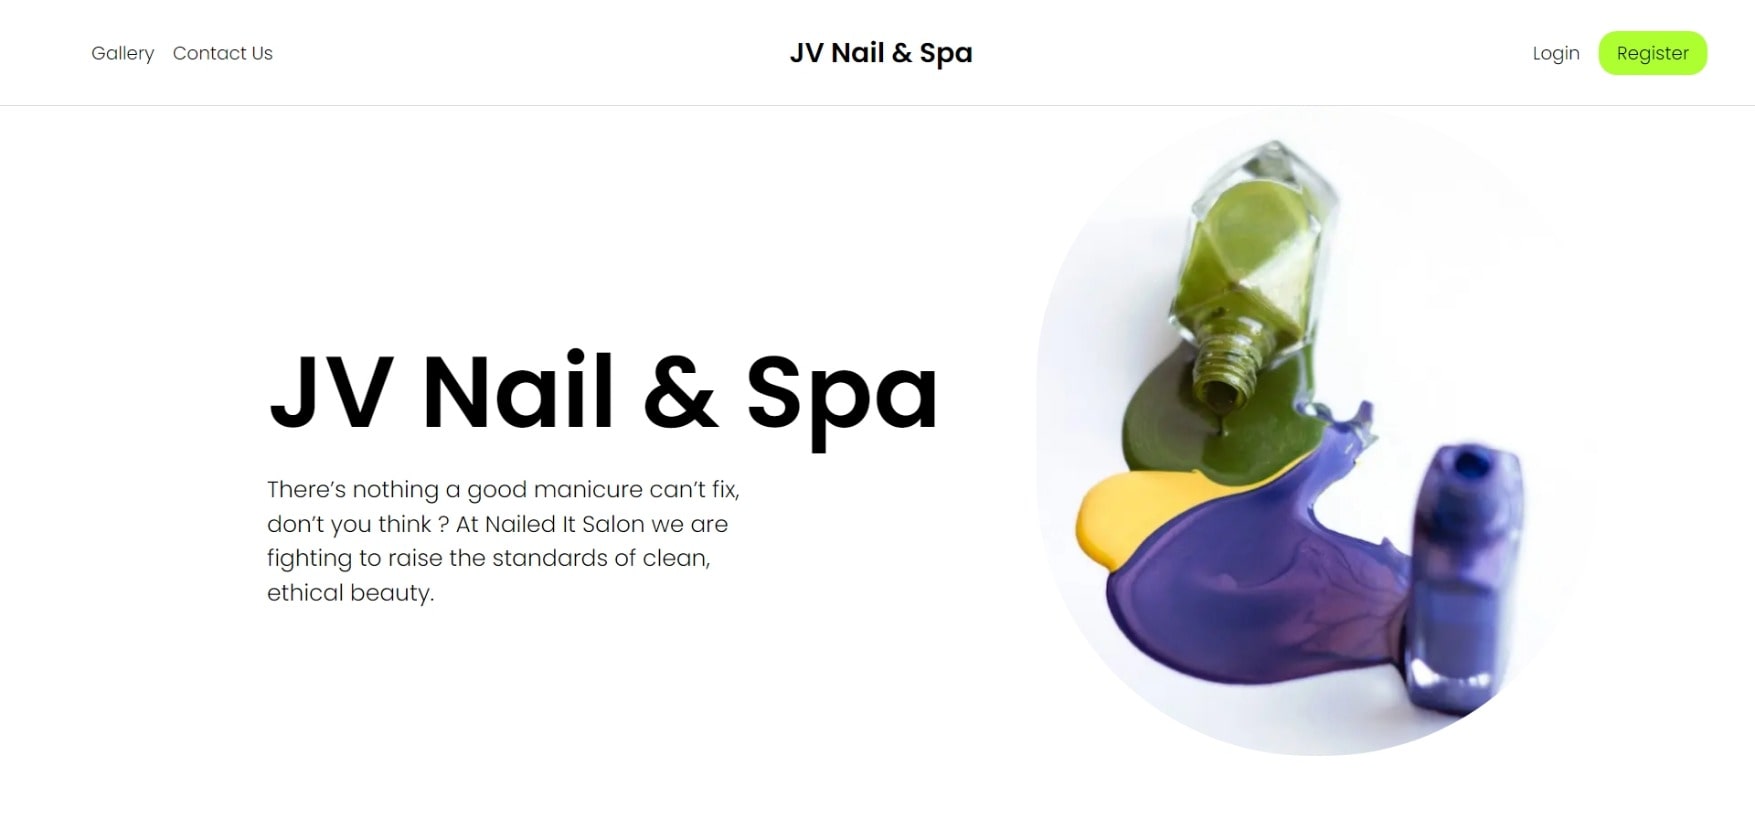 Gallery Contact Us JV Nail & Spa Login Register
JV Nail & Spa
There’s nothing a good manicure can’t fix,
don’t you think ? At Nailed It Salon we are
fighting to raise the standards of clean,
ethical beauty.